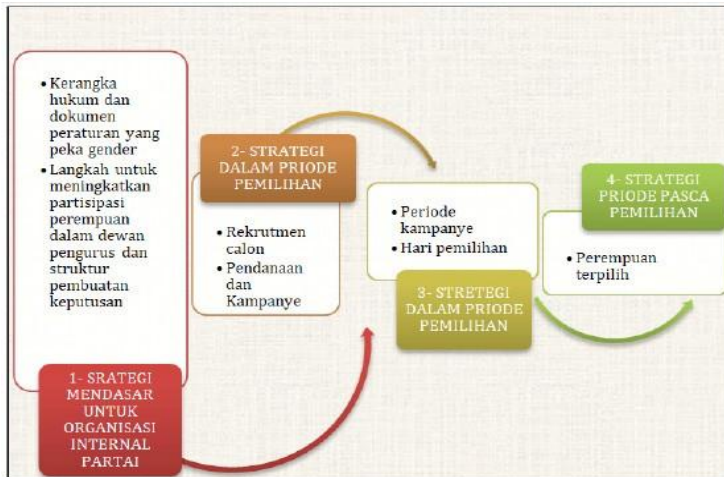 • Kerangka
hukum dan
dokumen
peraturan yang
peka gender
• Langkah untuk
meningkatkan
partisipasi
perempuan
dalam dewan
pengurus dan
struktur
pembuatan
keputusan
1- SRATEGI
MENDASAR
UNTUK
ORGANISASI
INTERNAL
PARTAI
2- STRATEGI
DALAM PRIODE
PEMILIHAN
• Rekrutmen
calon
• Pendanaan
dan
Kampanye
• Periode
kampanye
• Hari pemilihan
3- STRETEGI
DALAM PRIODE
PEMILIHAN
4- STRATEGI
PRIODE PASCA
PEMILIHAN
• Perempuan
terpilih